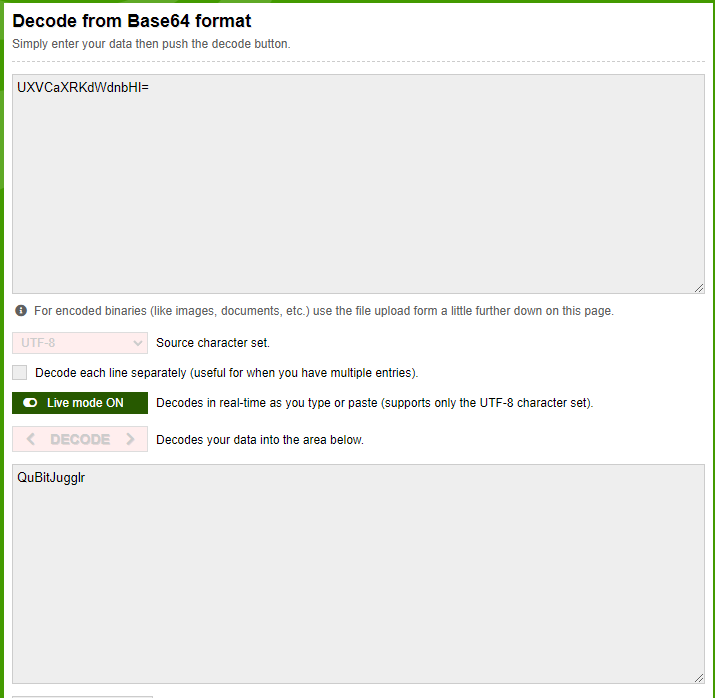 Decode from Base64 format
Simply enter your data then push the decode button.
UXVCaXRKdWdnbHI=
For encoded binaries (like images, documents, etc.) use the file upload form a little further down on this page.
UTF-8 Source character set.
Decode each line separately (useful for when you have multiple entries).
Live mode ON Decodes in real-time as you type or paste (supports only the UTF-8 character set).
< DECODE > Decodes your data into the area below.
QuBitJugglr